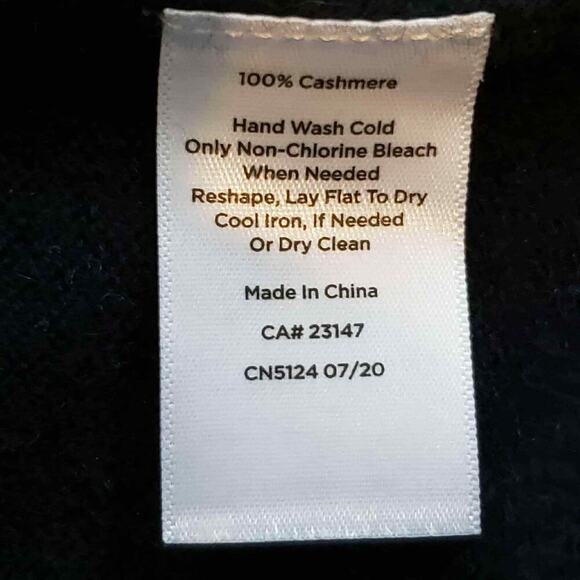 100% Cashmere
Hand Wash Cold
Only Non-Chlorine Bleach
When Needed
Reshape, Lay Flat To Dry
Cool Iron, If Needed
Or Dry Clean
Made In China
CA# 23147
CN5124 07/20